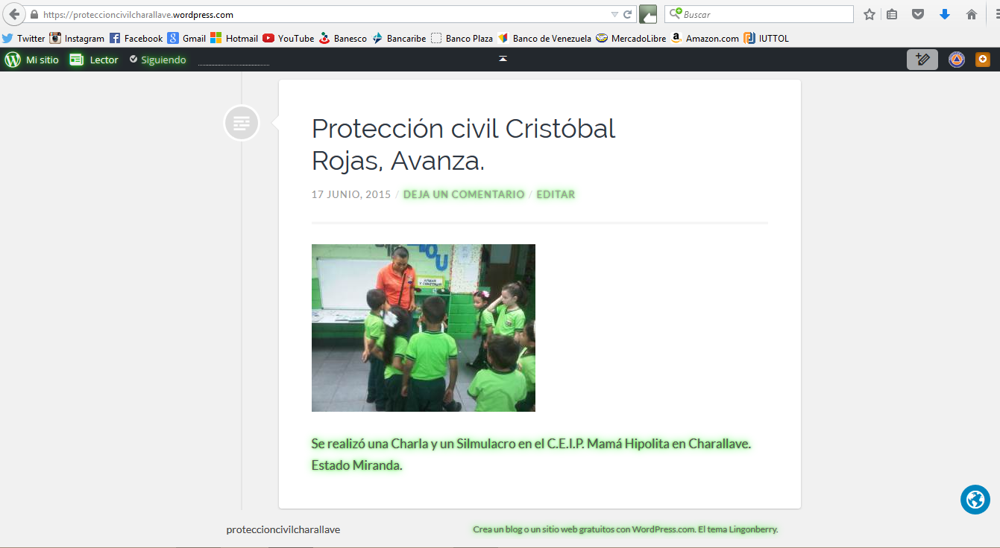 https://proteccioncivilcharallave.wordpress.com
Buscar
Twitter Instagram Facebook Gmail Hotmail YouTube Banesco Bancaribe Banco Plaza Banco de Venezuela MercadoLibre Amazon.com IUTTOL
Mi sitio Lector Siguiendo
Protección civil Cristóbal
Rojas, Avanza.
17 JUNIO, 2015 / DEJA UN COMENTARIO / EDITAR
Y CONSTRUIR
Se realizó una Charla y un Silmulacro en el C.E.I.P. Mamá Hipolita en Charallave.
Estado Miranda.
proteccioncivilcharallave
Crea un blog o un sitio web gratuitos con WordPress.com. El tema Lingonberry.